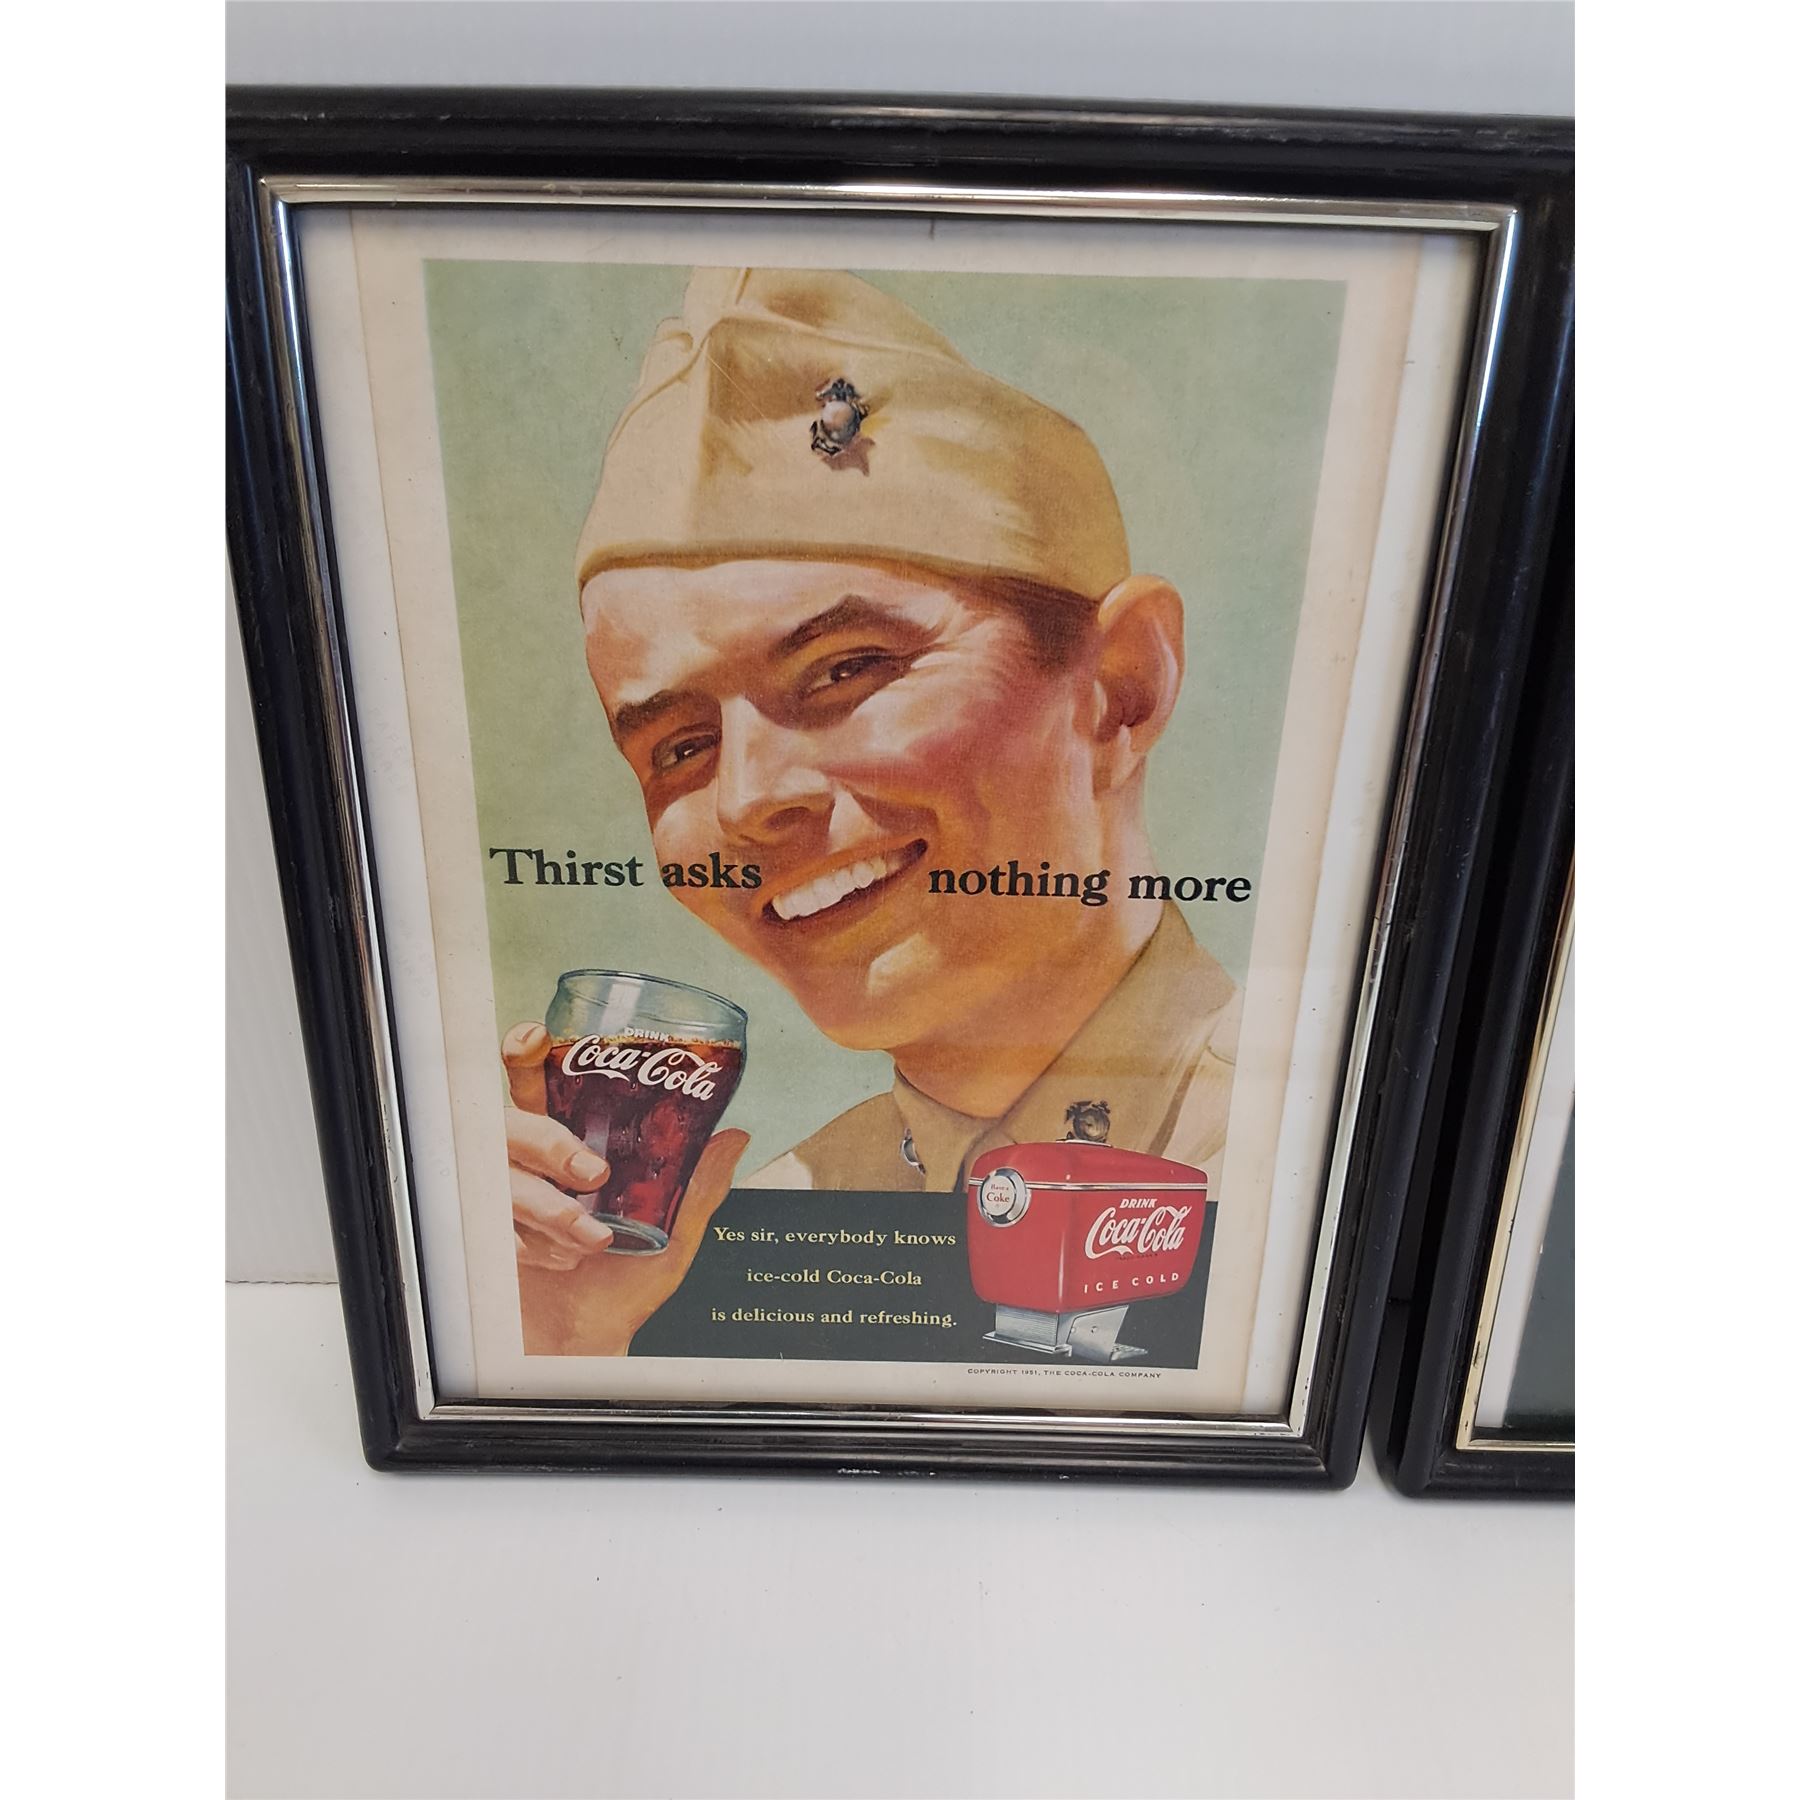 Thirst asks nothing more
DRINK
Coca-Cola
Have a
Coke
DRINK
Coca-Cola
ICE COLD
Yes sir, everybody knows
ice-cold Coca-Cola
is delicious and refreshing.
COPYRIGHT 1951, THE COCA-COLA COMPANY